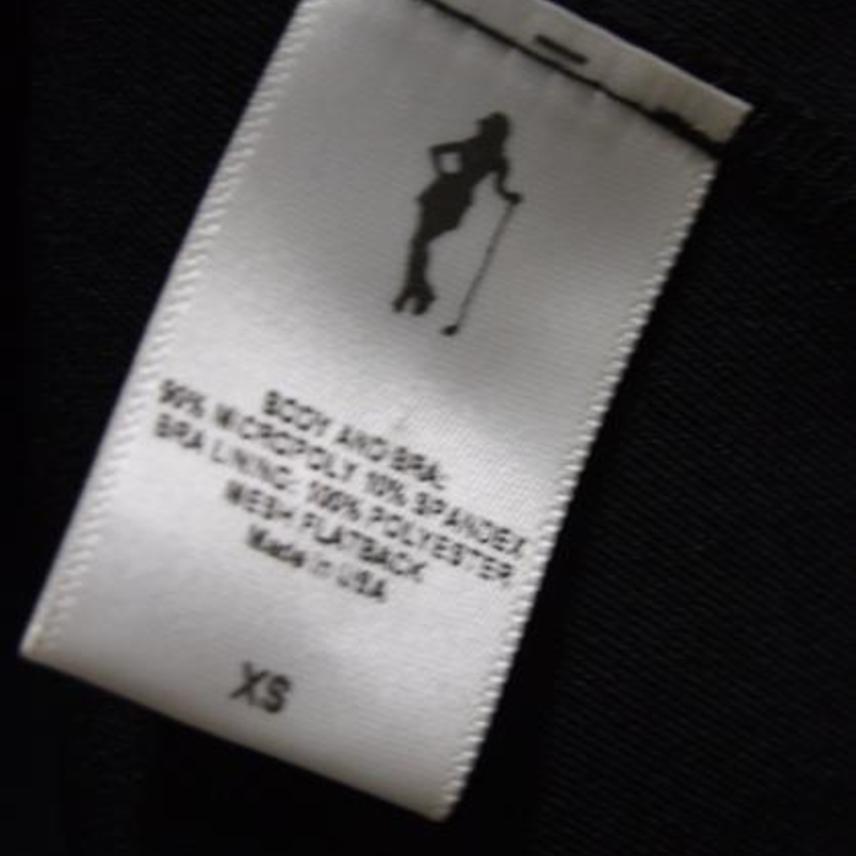 BODY AND BRA:
90% MICROPOLY 10% SPANDEX
BRA LINING: 100% POLYESTER
MESH FLATBACK
Made in USA
XS